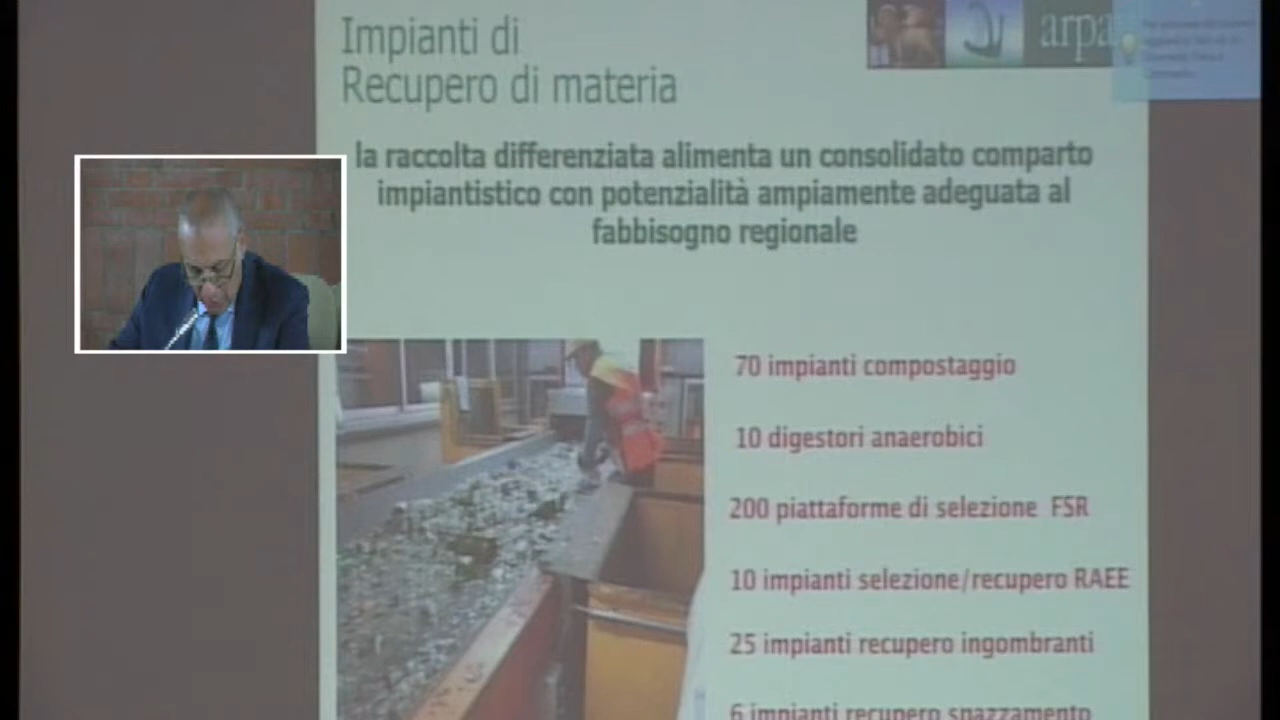 Impianti di
Recupero di materia
arpa
la raccolta differenziata alimenta un consolidato comparto
impiantistico con potenzialità ampiamente adeguata al
fabbisogno regionale
70 impianti compostaggio
10 digestori anaerobici
200 piattaforme di selezione FSR
10 impianti selezione/recupero RAEE
25 impianti recupero ingombranti
6 impianti recupero spazzamento